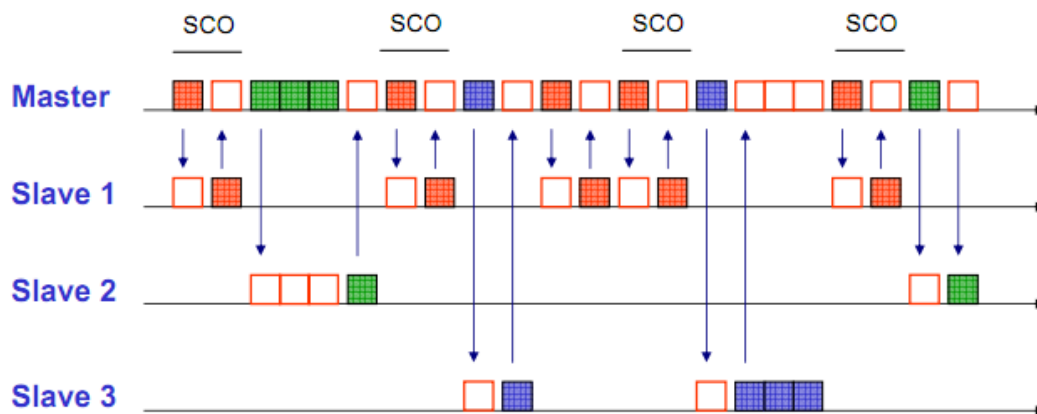 SCO
SCO
SCO
SCO
Master
Slave 1
Slave 2
Slave 3